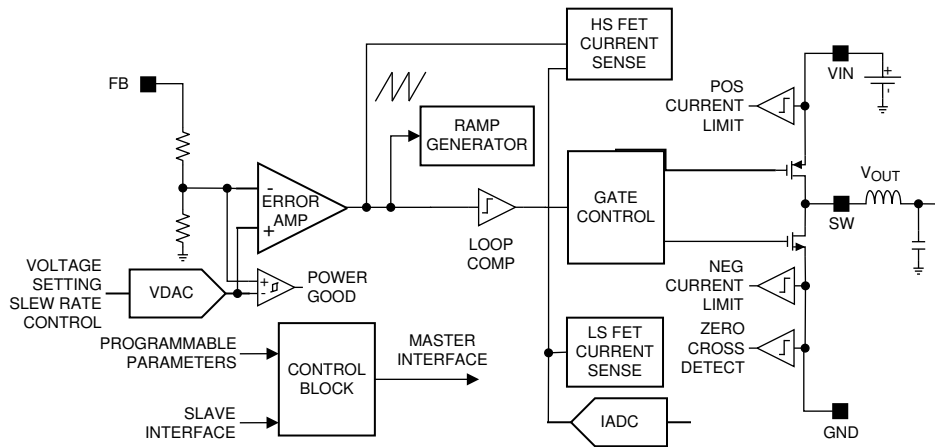 HS FET
CURRENT
SENSE
VIN
+
-
FB
POS
CURRENT
LIMIT
RAMP
GENERATOR
-
ERROR
AMP
+
GATE
CONTROL
VOUT
SW
LOOP
COMP
VOLTAGE
SETTING
SLEW RATE
CONTROL
VDAC
+
-
POWER
GOOD
NEG
CURRENT
LIMIT
PROGRAMMABLE
PARAMETERS
CONTROL
BLOCK
MASTER
INTERFACE
LS FET
CURRENT
SENSE
ZERO
CROSS
DETECT
SLAVE
INTERFACE
IADC
GND